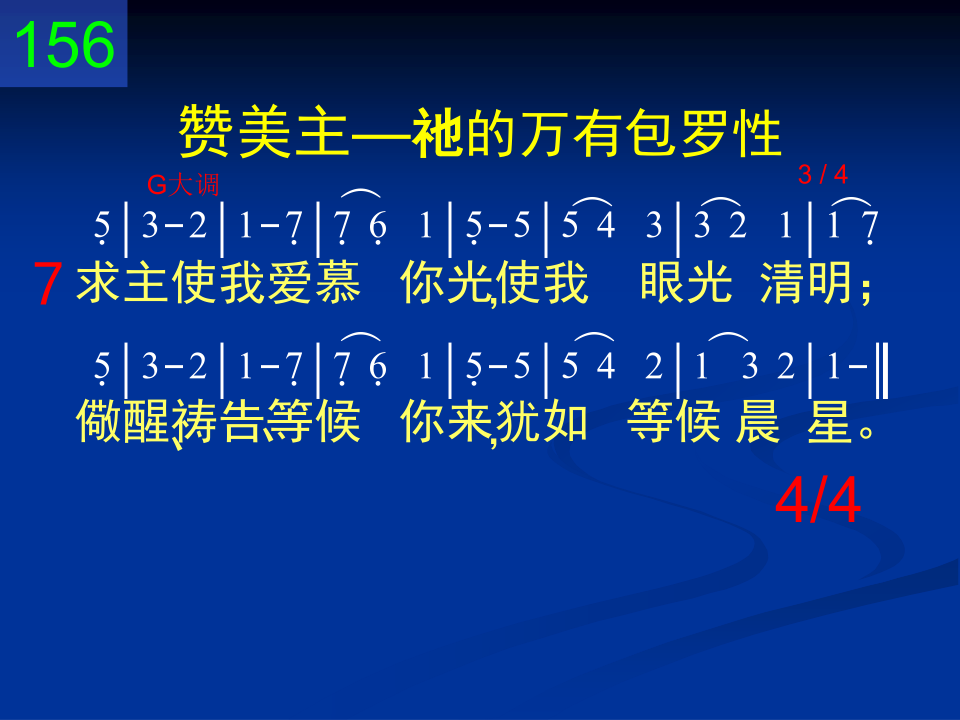 156
赞美主—祂的万有包罗性
G大调 3 / 4
5̣|3-2|1-7̣|7̣ 6̣ 1|5̣-5|5 4 3|3 2 1|1 7̣
7 求主使我爱慕 你光,使我 眼光 清明；
5̣|3-2|1-7̣|7̣ 6̣ 1|5̣-5|5 4 2|1 3 2|1-‖
儆醒、祷告、等候 你来,犹如 等候 晨 星。
4/4